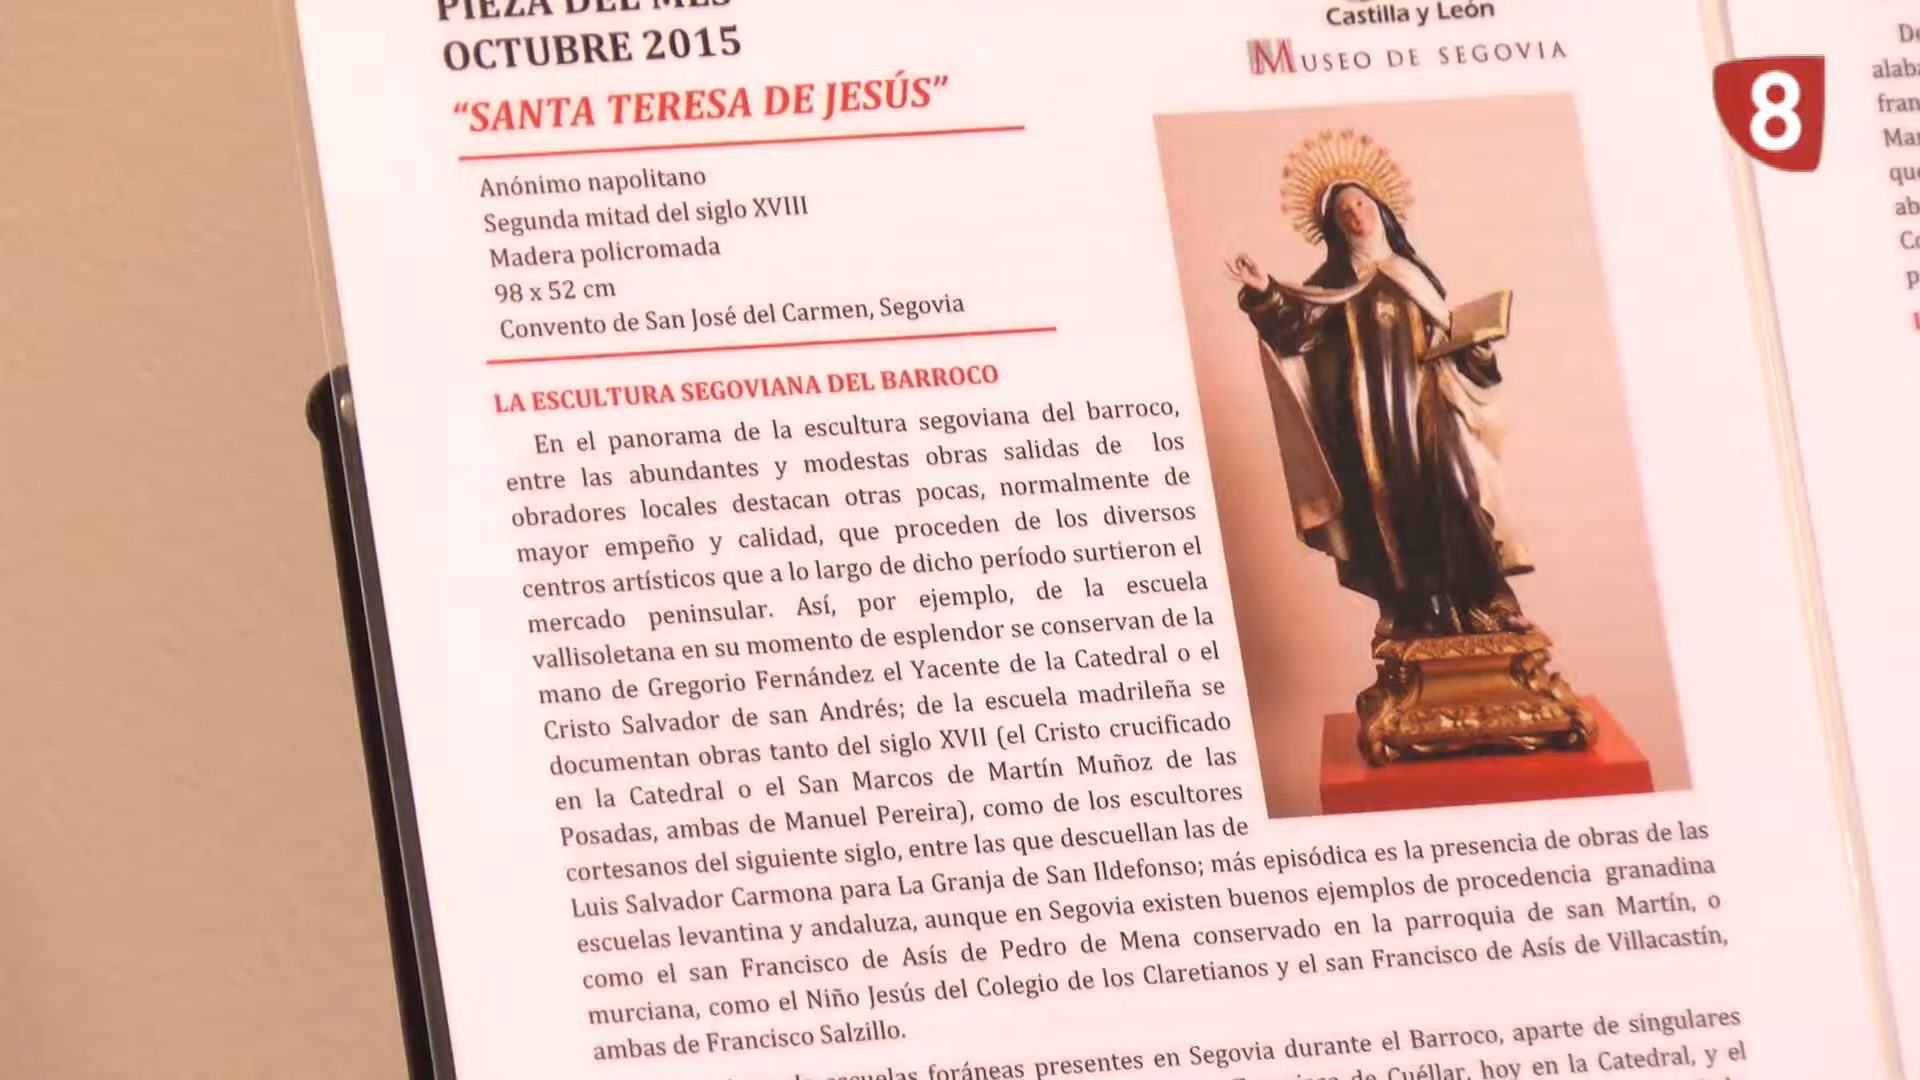 PIEZA DEL MES
OCTUBRE 2015
“SANTA TERESA DE JESÚS”
Castilla y León
MUSEO DE SEGOVIA
8
Anónimo napolitano
Segunda mitad del siglo XVIII
Madera policromada
98 x 52 cm
Convento de San José del Carmen, Segovia
LA ESCULTURA SEGOVIANA DEL BARROCO
En el panorama de la escultura segoviana del barroco,
entre las abundantes y modestas obras salidas de los
obradores locales destacan otras pocas, normalmente de
mayor empeño y calidad, que proceden de los diversos
centros artísticos que a lo largo de dicho período surtieron el
mercado peninsular. Así, por ejemplo, de la escuela
vallisoletana en su momento de esplendor se conservan de la
mano de Gregorio Fernández el Yacente de la Catedral o el
Cristo Salvador de san Andrés; de la escuela madrileña se
documentan obras tanto del siglo XVII (el Cristo crucificado
en la Catedral o el San Marcos de Martín Muñoz de las
Posadas, ambas de Manuel Pereira), como de los escultores
cortesanos del siguiente siglo, entre las que descuellan las de
Luis Salvador Carmona para La Granja de San Ildefonso; más episódica es la presencia de obras de las
escuelas levantina y andaluza, aunque en Segovia existen buenos ejemplos de procedencia granadina
como el san Francisco de Asís de Pedro de Mena conservado en la parroquia de san Martín, o
murciana, como el Niño Jesús del Colegio de los Claretianos y el san Francisco de Asís de Villacastín,
ambas de Francisco Salzillo.
foráneas presentes en Segovia durante el Barroco, aparte de singulares
de Cuéllar, hoy en la Catedral, y el
alab
fran
que
ab